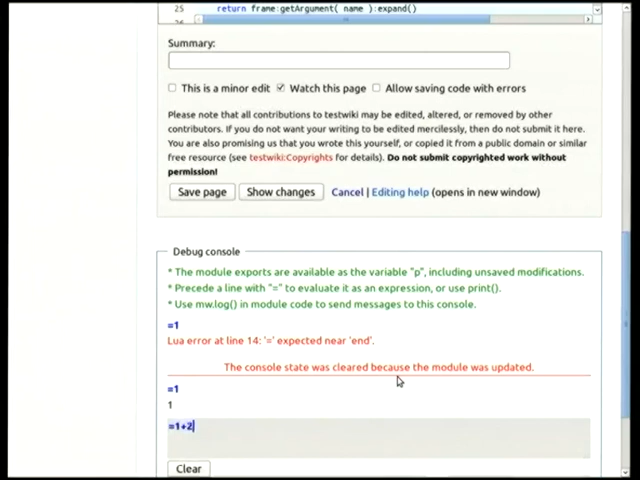 25 return frame:getArgument( name ):expand()
Summary:
This is a minor edit Watch this page Allow saving code with errors
Please note that all contributions to testwiki may be edited, altered, or removed by other
contributors. If you do not want your writing to be edited mercilessly, then do not submit it here.
You are also promising us that you wrote this yourself, or copied it from a public domain or similar
free resource (see testwiki:Copyrights for details). Do not submit copyrighted work without
permission!
Save page Show changes Cancel | Editing help (opens in new window)
Debug console
* The module exports are available as the variable "p", including unsaved modifications.
* Precede a line with "=" to evaluate it as an expression, or use print().
* Use mw.log() in module code to send messages to this console.
=1
Lua error at line 14: '=' expected near 'end'.
The console state was cleared because the module was updated.
=1
1
=1+2
Clear